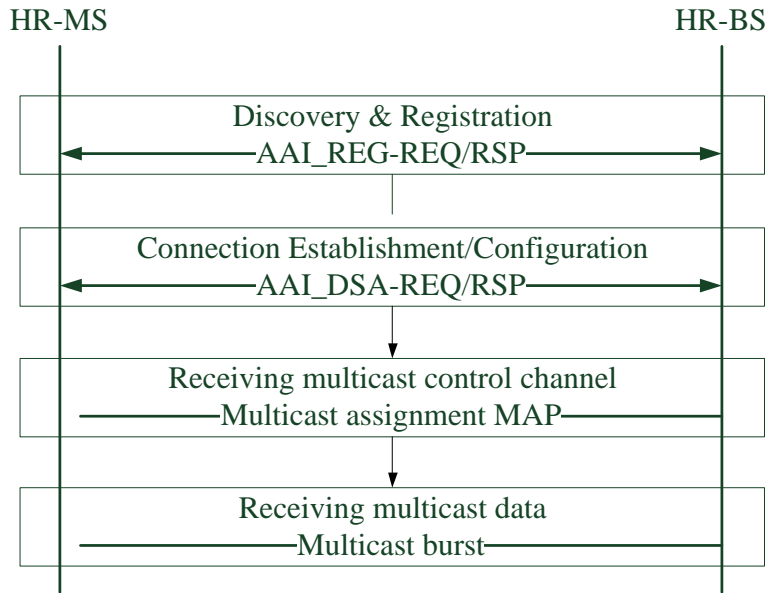 HR-MS
HR-BS
Discovery & Registration
AAI_REG-REQ/RSP
Connection Establishment/Configuration
AAI_DSA-REQ/RSP
Receiving multicast control channel
Multicast assignment MAP
Receiving multicast data
Multicast burst